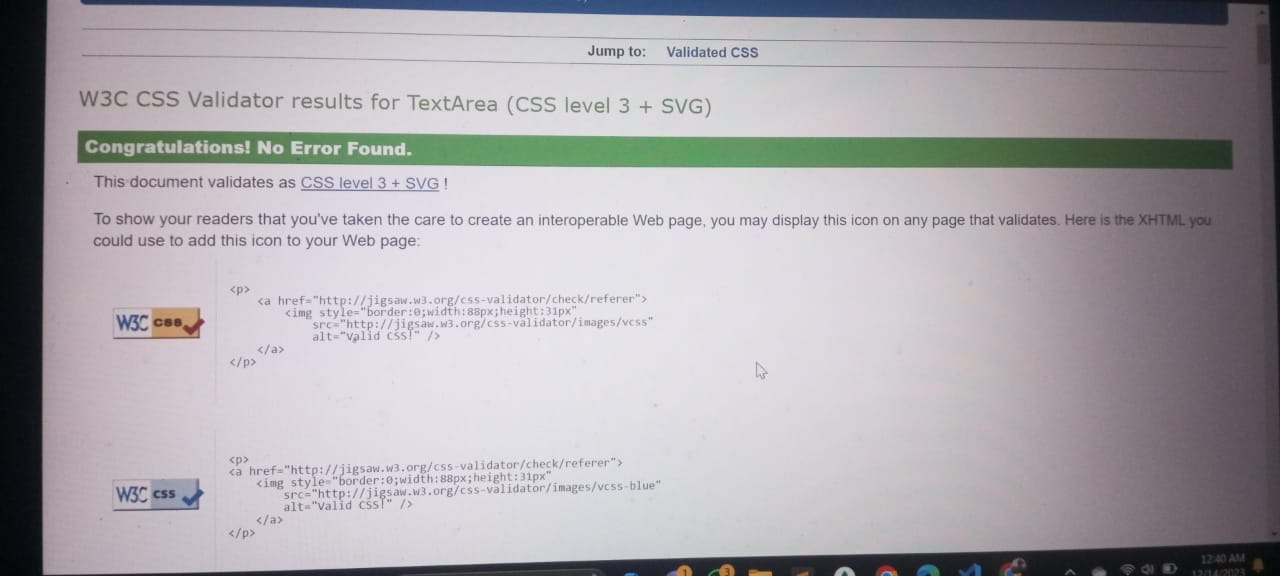 Jump to: Validated CSS
W3C CSS Validator results for TextArea (CSS level 3 + SVG)
Congratulations! No Error Found.
This document validates as CSS level 3 + SVG !
To show your readers that you've taken the care to create an interoperable Web page, you may display this icon on any page that validates. Here is the XHTML you
could use to add this icon to your Web page:
W3C css
<p>
<a href="http://jigsaw.w3.org/css-validator/check/referer">
<img style="border:0;width:88px;height:31px"
src="http://jigsaw.w3.org/css-validator/images/vcss"
alt="Valid CSS!" />
</a>
</p>
W3C css
<p>
<a href="http://jigsaw.w3.org/css-validator/check/referer">
<img style="border:0;width:88px;height:31px"
src="http://jigsaw.w3.org/css-validator/images/vcss-blue"
alt="Valid CSS!" />
</a>
</p>
1
3
12:40 AM
12/14/2023